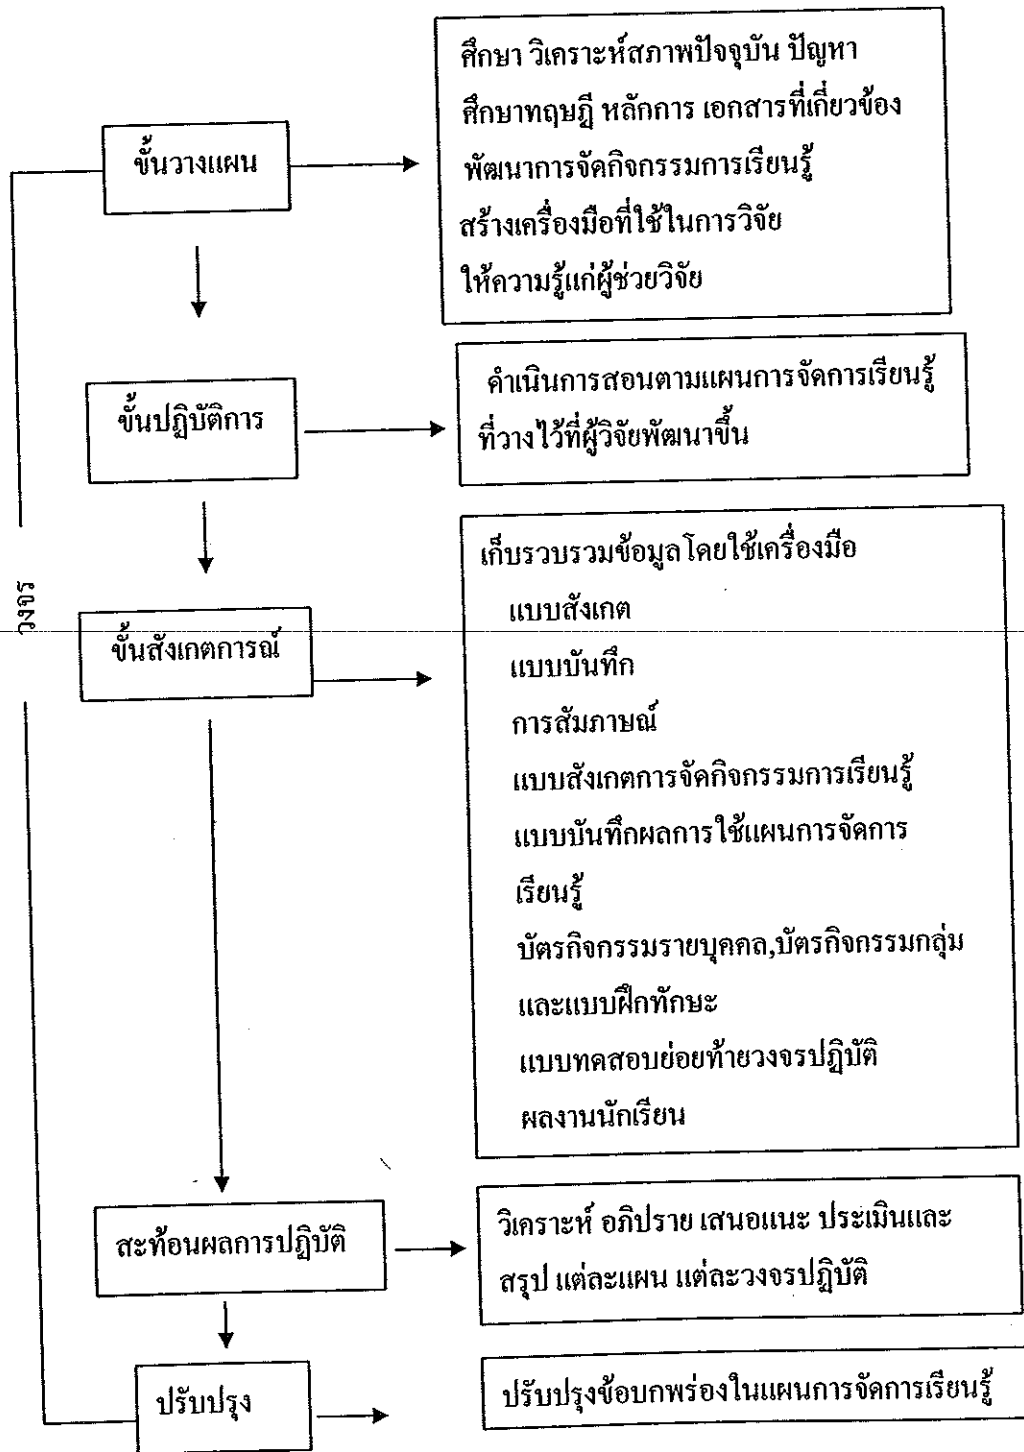 ขั้นวางแผน
ศึกษา วิเคราะห์สภาพปัจจุบัน ปัญหา
ศึกษาทฤษฎี หลักการ เอกสารที่เกี่ยวข้อง
พัฒนาการจัดกิจกรรมการเรียนรู้
สร้างเครื่องมือที่ใช้ในการวิจัย
ให้ความรู้แก่ผู้ช่วยวิจัย
ขั้นปฏิบัติการ
ดำเนินการสอนตามแผนการจัดการเรียนรู้
ที่วางไว้ที่ผู้วิจัยพัฒนาขึ้น
วงจร
ขั้นสังเกตการณ์
เก็บรวบรวมข้อมูลโดยใช้เครื่องมือ
แบบสังเกต
แบบบันทึก
การสัมภาษณ์
แบบสังเกตการจัดกิจกรรมการเรียนรู้
แบบบันทึกผลการใช้แผนการจัดการ
เรียนรู้
บัตรกิจกรรมรายบุคคล,บัตรกิจกรรมกลุ่ม
และแบบฝึกทักษะ
แบบทดสอบย่อยท้ายวงจรปฏิบัติ
ผลงานนักเรียน
สะท้อนผลการปฏิบัติ
วิเคราะห์ อภิปราย เสนอแนะ ประเมินและ
สรุป แต่ละแผน แต่ละวงจรปฏิบัติ
ปรับปรุง
ปรับปรุงข้อบกพร่องในแผนการจัดการเรียนรู้